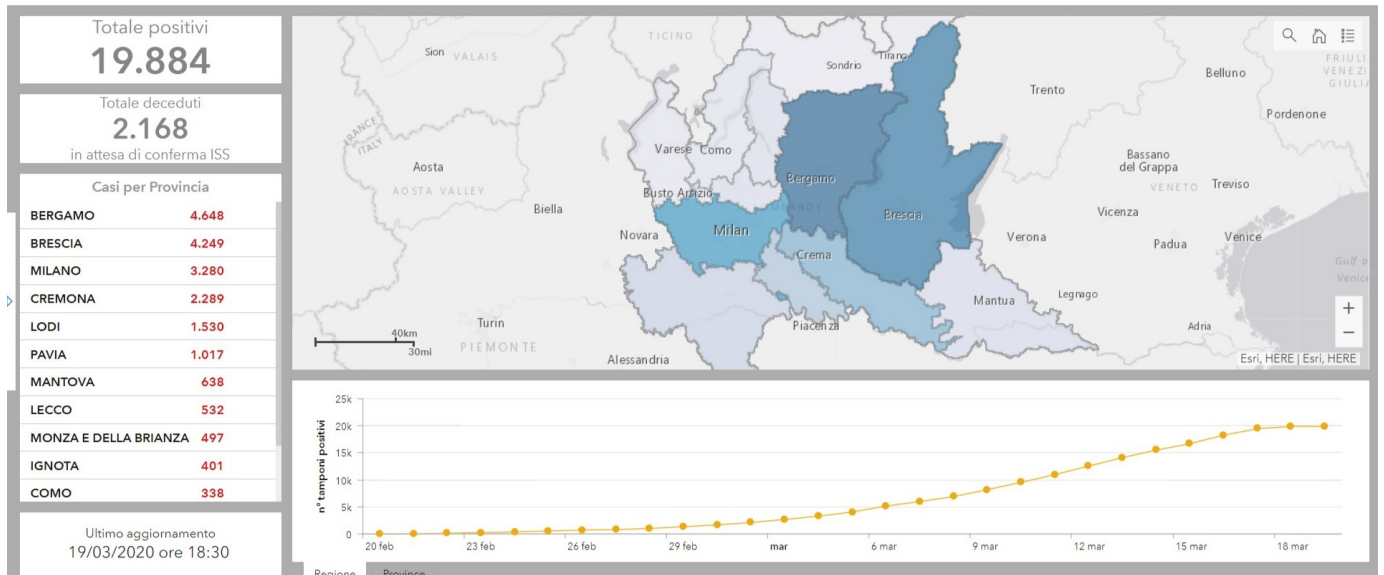 Totale positivi
19.884
Totale deceduti
2.168
in attesa di conferma ISS
Casi per Provincia
BERGAMO 4.648
BRESCIA 4.249
MILANO 3.280
CREMONA 2.289
LODI 1.530
PAVIA 1.017
MANTOVA 638
LECCO 532
MONZA E DELLA BRIANZA 497
IGNOTA 401
COMO 338
Ultimo aggiornamento
19/03/2020 ore 18:30
TICINO
Sion VALAIS
Sondrio
Tirano
Trento
Belluno
FRIULI
VENEZI
GIULIA
Pordenone
FRANCE
ITALY
Aosta
AOSTA VALLEY
Varese
Como
Bergamo
Bassano
del Grappa
VENETO
Treviso
Busto Arsizio
Biella
Brescia
Vicenza
Novara
Milan
Verona
Padua
Venice
Crema
Gulf o
Venice
Mantua
Legnago
Turin
PIEMONTE
Piacenza
Adria
Alessandria
40km
30mi
+
−
Esri, HERE | Esri, HERE
n° tamponi positivi
25k
20k
15k
10k
5k
0
20 feb 23 feb 26 feb 29 feb mar 6 mar 9 mar 12 mar 15 mar 18 mar
Regione Province